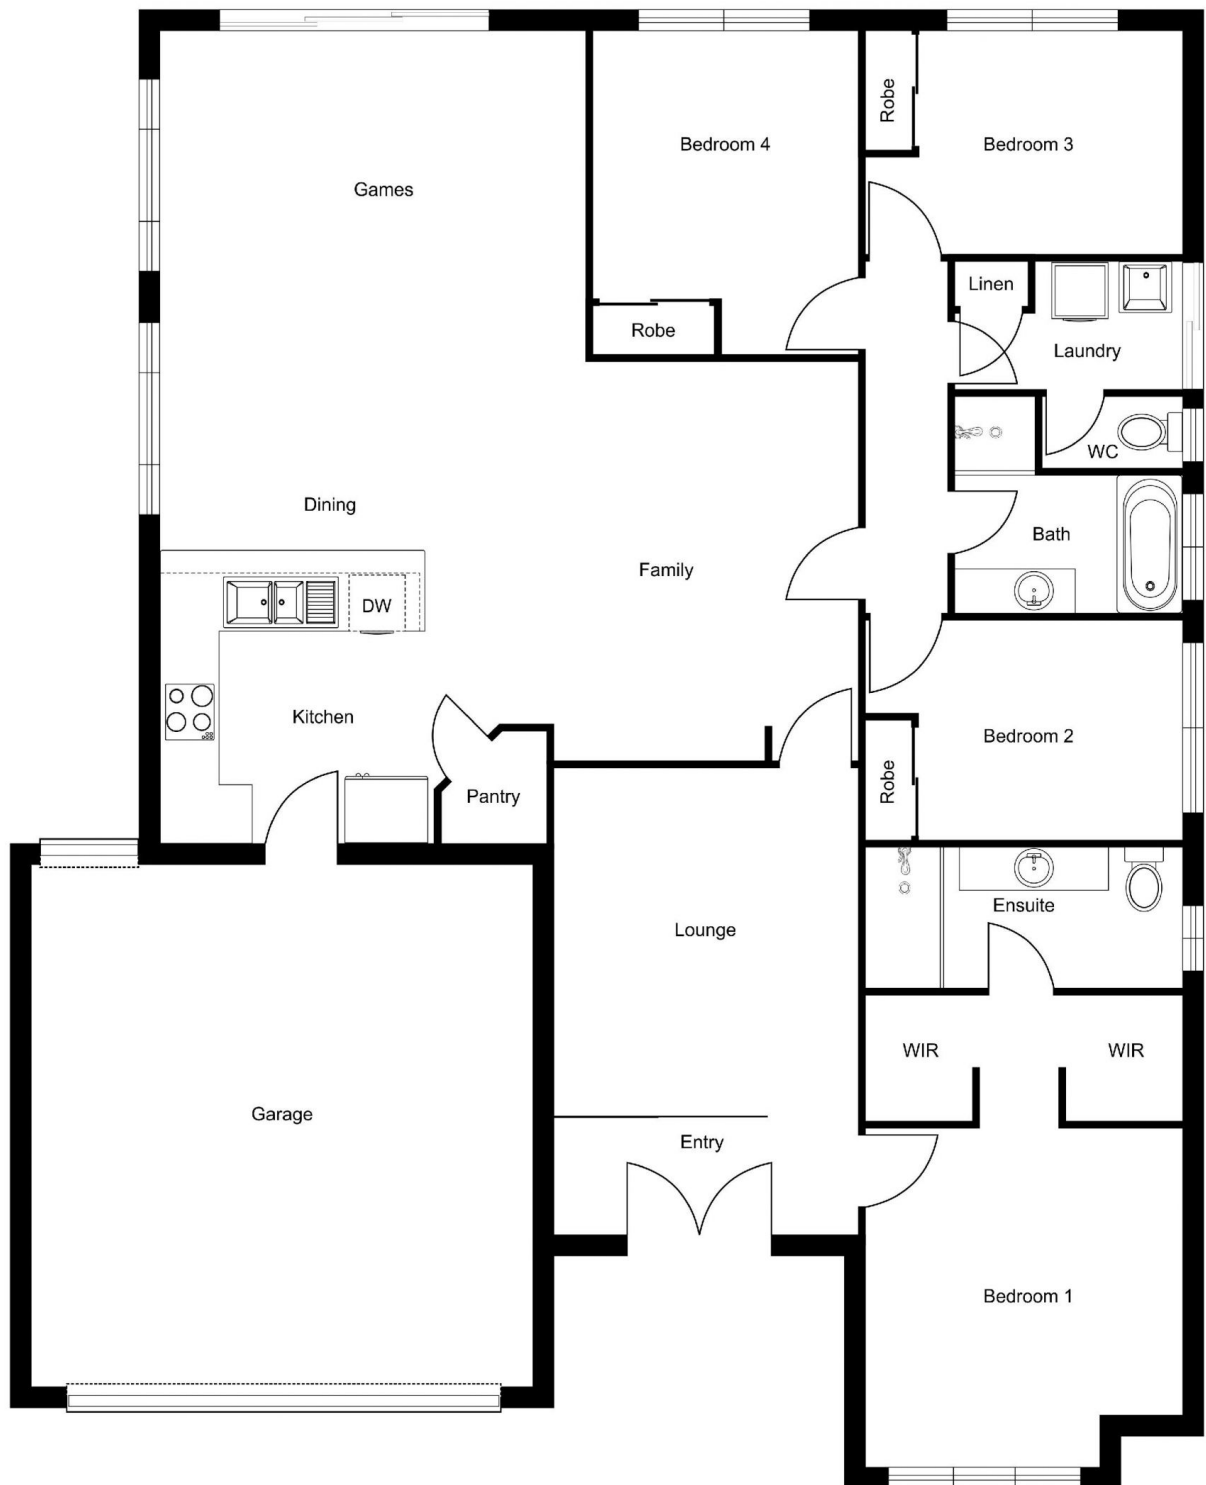 Robe
Bedroom 4
Bedroom 3
Games
Linen
Robe
Laundry
WC
Dining
Bath
Family
DW
Kitchen
Bedroom 2
Robe
Pantry
Ensuite
Lounge
WIR
WIR
Garage
Entry
Bedroom 1